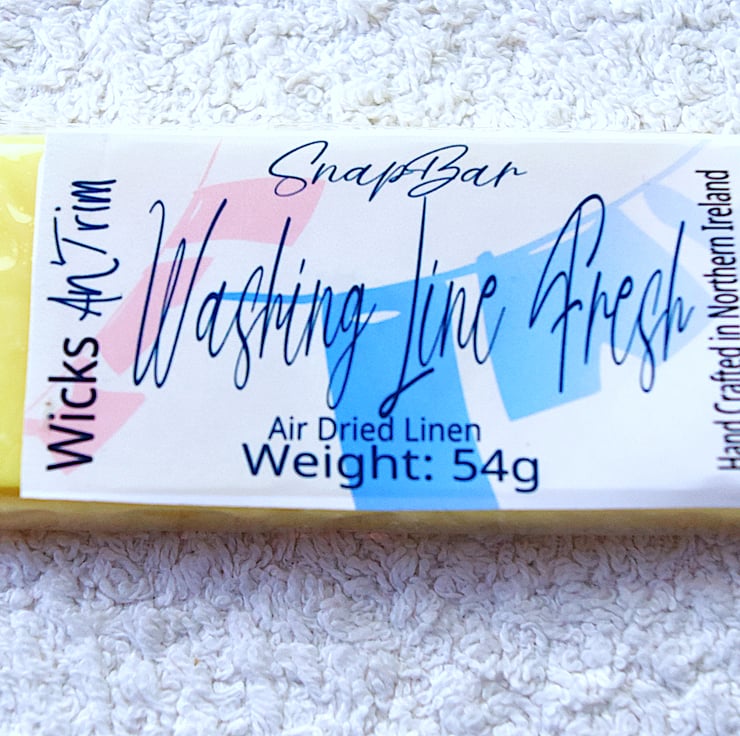 SnapBar
Washing Line Fresh
Air Dried Linen
Weight: 54g
Wicks AnTrim
Hand Crafted in Northern Ireland